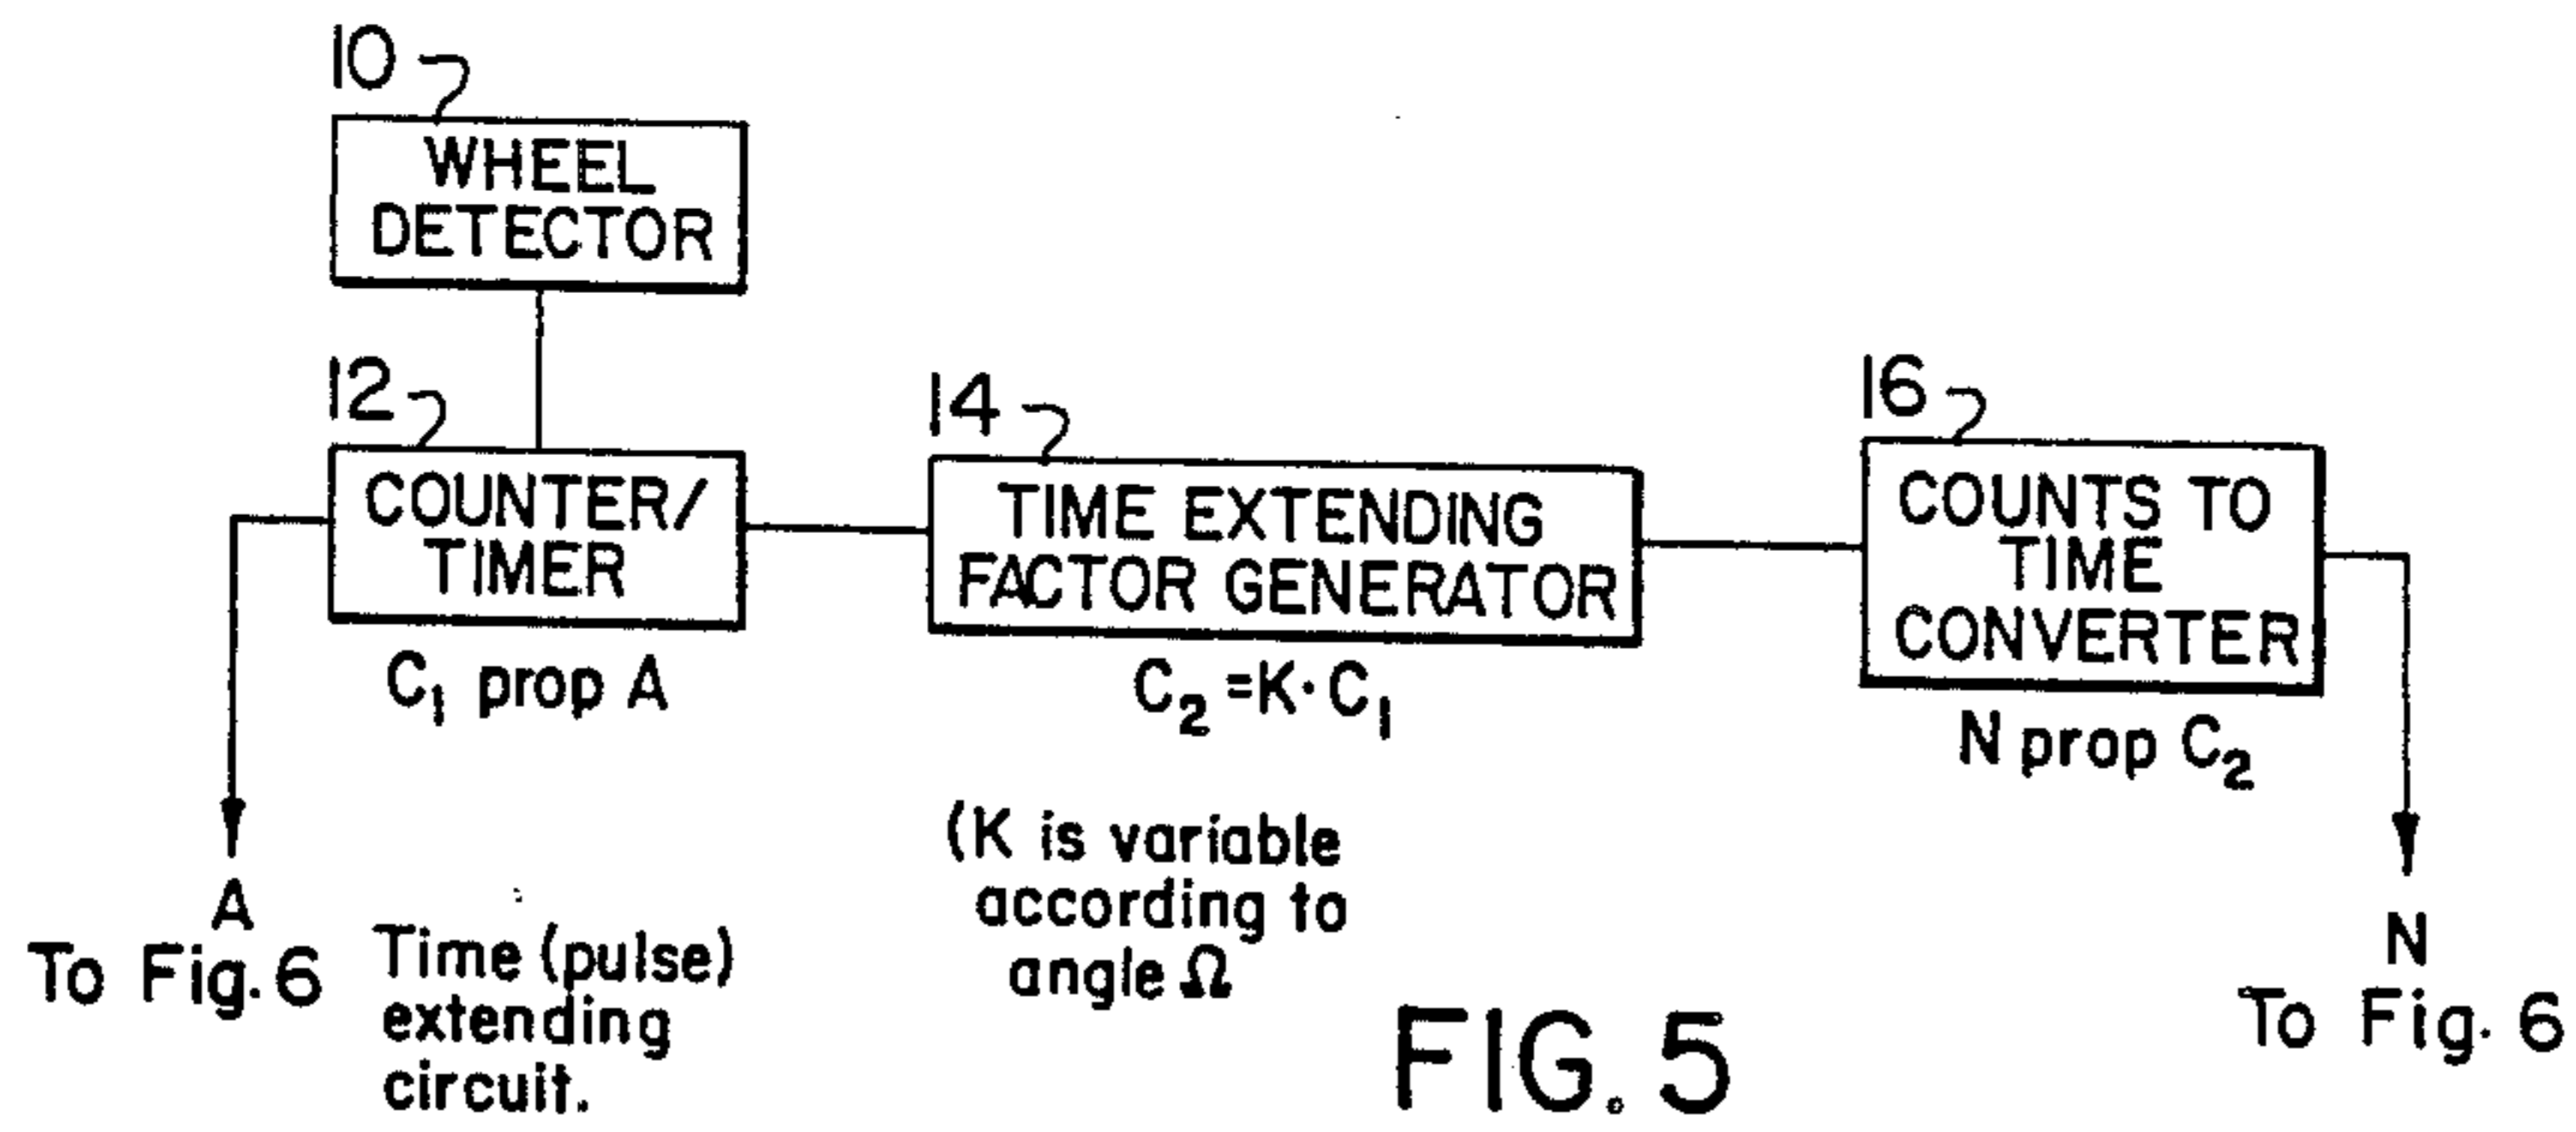 10
WHEEL
DETECTOR
12
COUNTER/
TIMER
C₁ prop A
14
TIME EXTENDING
FACTOR GENERATOR
C₂ = K · C₁
(K is variable
according to
angle Ω
16
COUNTS TO
TIME
CONVERTER
N prop C₂
A
To Fig. 6
Time (pulse)
extending
circuit.
N
To Fig. 6
FIG. 5